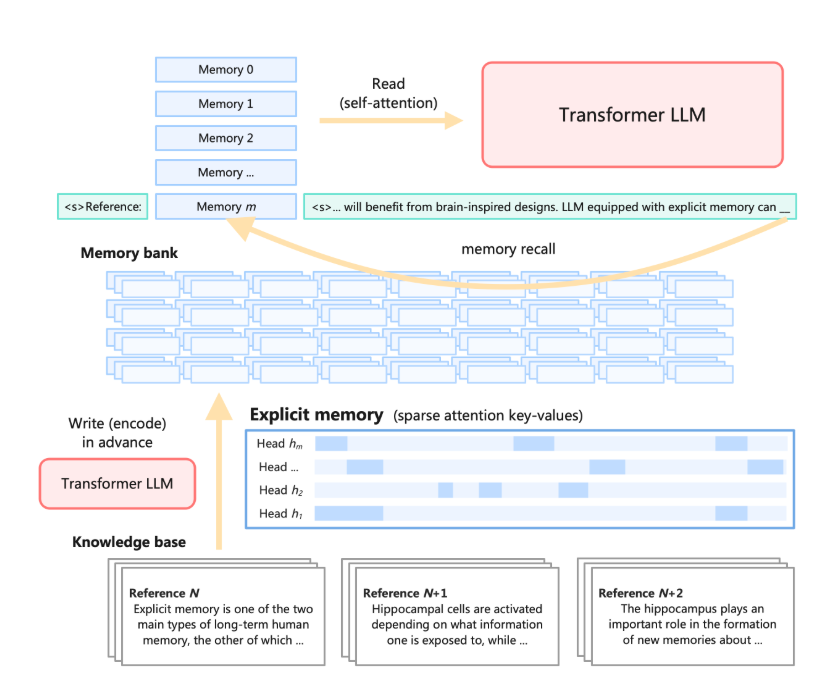 Memory 0
Memory 1
Memory 2
Memory ...
Memory m
Read
(self-attention)
Transformer LLM
<s>Reference:
<s>... will benefit from brain-inspired designs. LLM equipped with explicit memory can __
memory recall
Memory bank
Write (encode)
in advance
Transformer LLM
Explicit memory (sparse attention key-values)
Head hm
Head ...
Head h2
Head h1
Knowledge base
Reference N
Explicit memory is one of the two
main types of long-term human
memory, the other of which ...
Reference N+1
Hippocampal cells are activated
depending on what information
one is exposed to, while ...
Reference N+2
The hippocampus plays an
important role in the formation
of new memories about ...